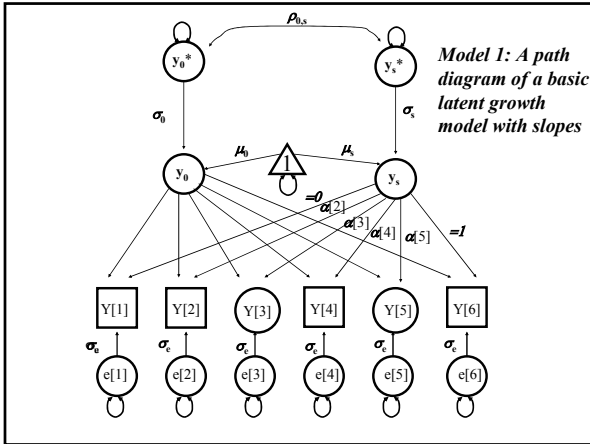 ρ0,s
y0*
ys*
Model 1: A path
diagram of a basic
latent growth
model with slopes
σ0
σs
μ0
1
μs
y0
ys
=0
α[2]
α[3]
α[4]
α[5]
=1
Y[1]
Y[2]
Y[3]
Y[4]
Y[5]
Y[6]
σe
σe
σe
σe
σe
σe
e[1]
e[2]
e[3]
e[4]
e[5]
e[6]